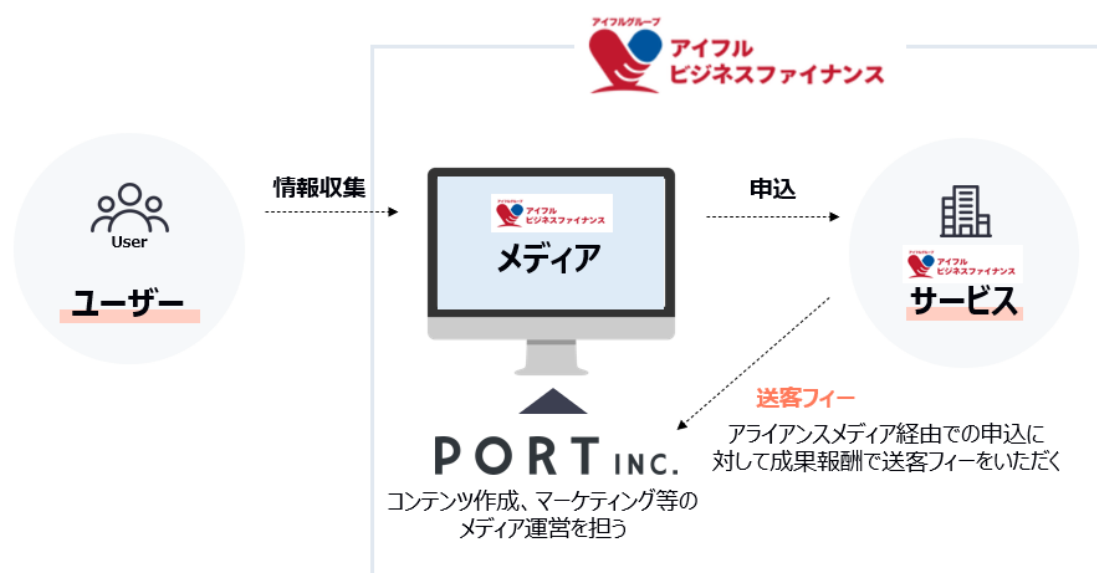 アイフルグループ
アイフル
ビジネスファイナンス
User
ユーザー
情報収集
アイフルグループ
アイフル
ビジネスファイナンス
メディア
申込
アイフルグループ
アイフル
ビジネスファイナンス
サービス
送客フィー
アライアンスメディア経由での申込に
対して成果報酬で送客フィーをいただく
PORT INC.
コンテンツ作成、マーケティング等の
メディア運営を担う